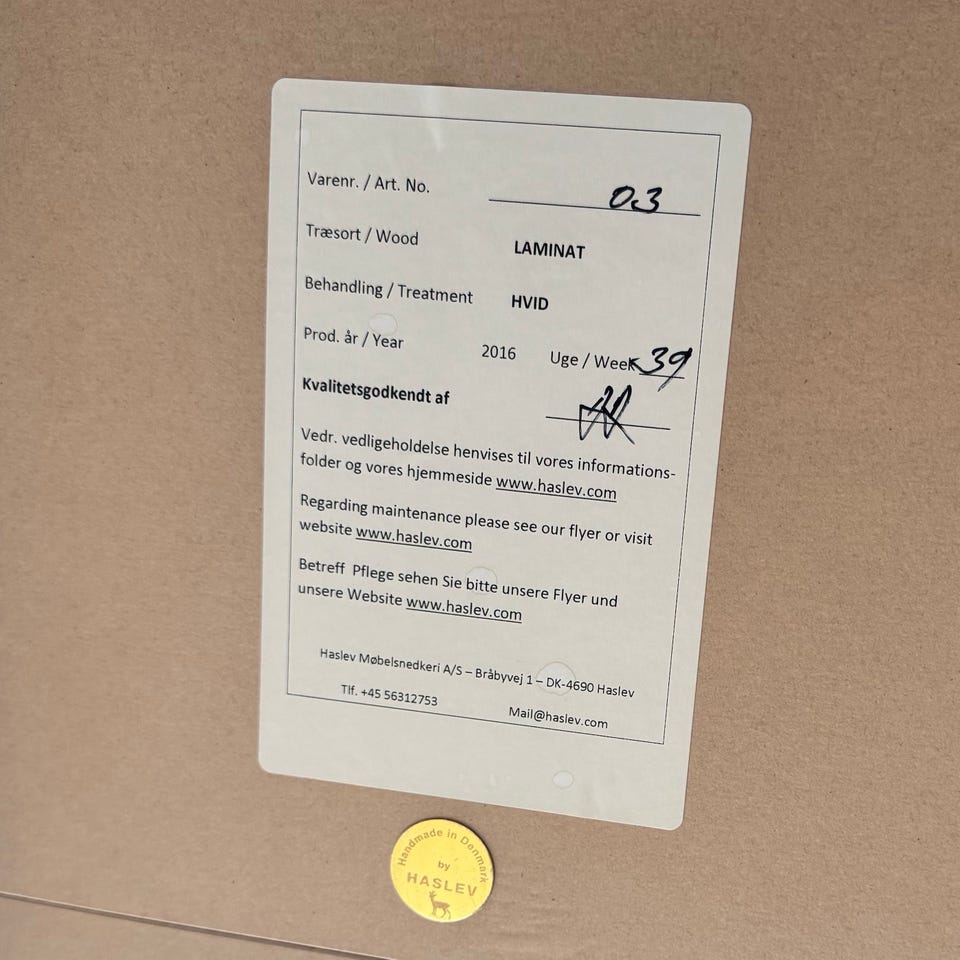 Varenr. / Art. No. 03
Træsort / Wood LAMINAT
Behandling / Treatment HVID
Prod. år / Year 2016 Uge / Week 39
Kvalitetsgodkendt af
Vedr. vedligeholdelse henvises til vores informations-
folder og vores hjemmeside www.haslev.com
Regarding maintenance please see our flyer or visit
website www.haslev.com
Betreff Pflege sehen Sie bitte unsere Flyer und
unsere Website www.haslev.com
Haslev Møbelsnedkeri A/S – Bråbyvej 1 – DK-4690 Haslev
Tlf. +45 56312753 Mail@haslev.com
Handmade in Denmark
by
HASLEV